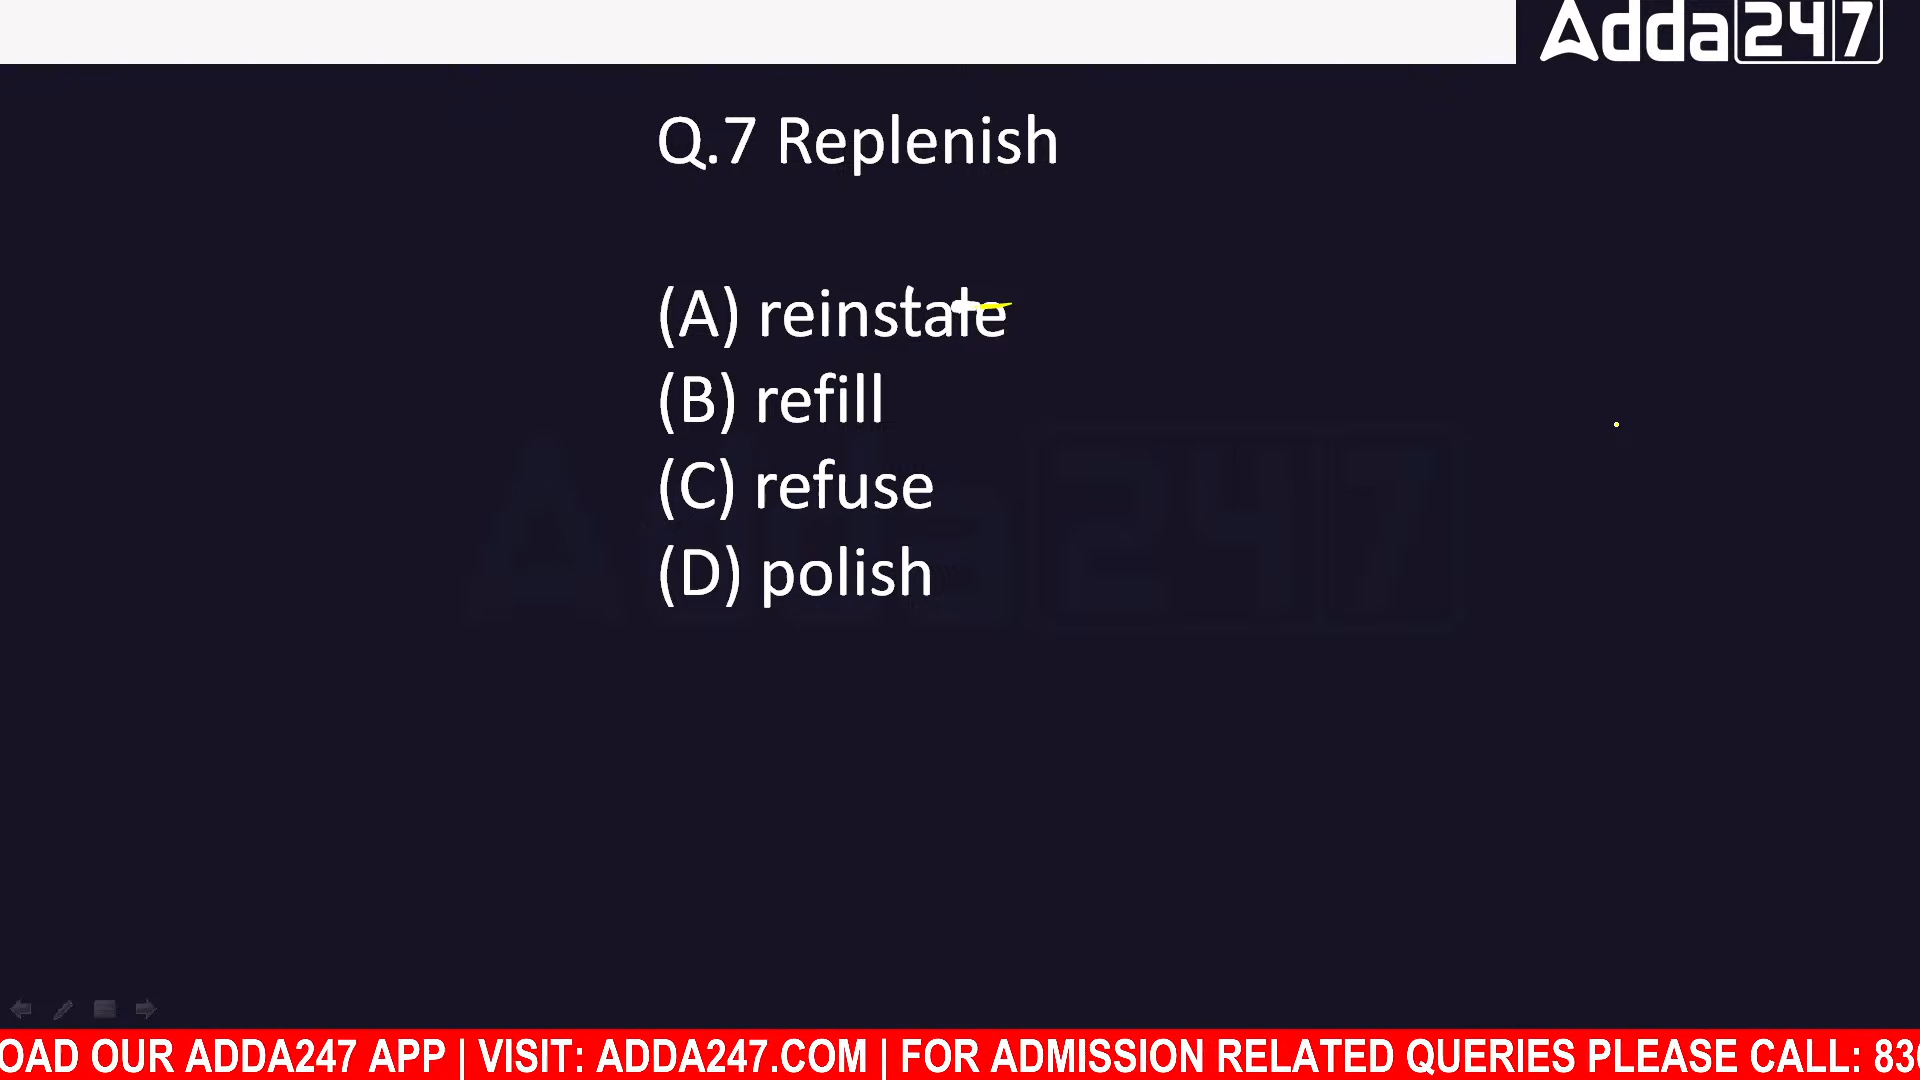 Adda247
Q.7 Replenish
(A) reinstate
(B) refill
(C) refuse
(D) polish
OAD OUR ADDA247 APP | VISIT: ADDA247.COM | FOR ADMISSION RELATED QUERIES PLEASE CALL: 83